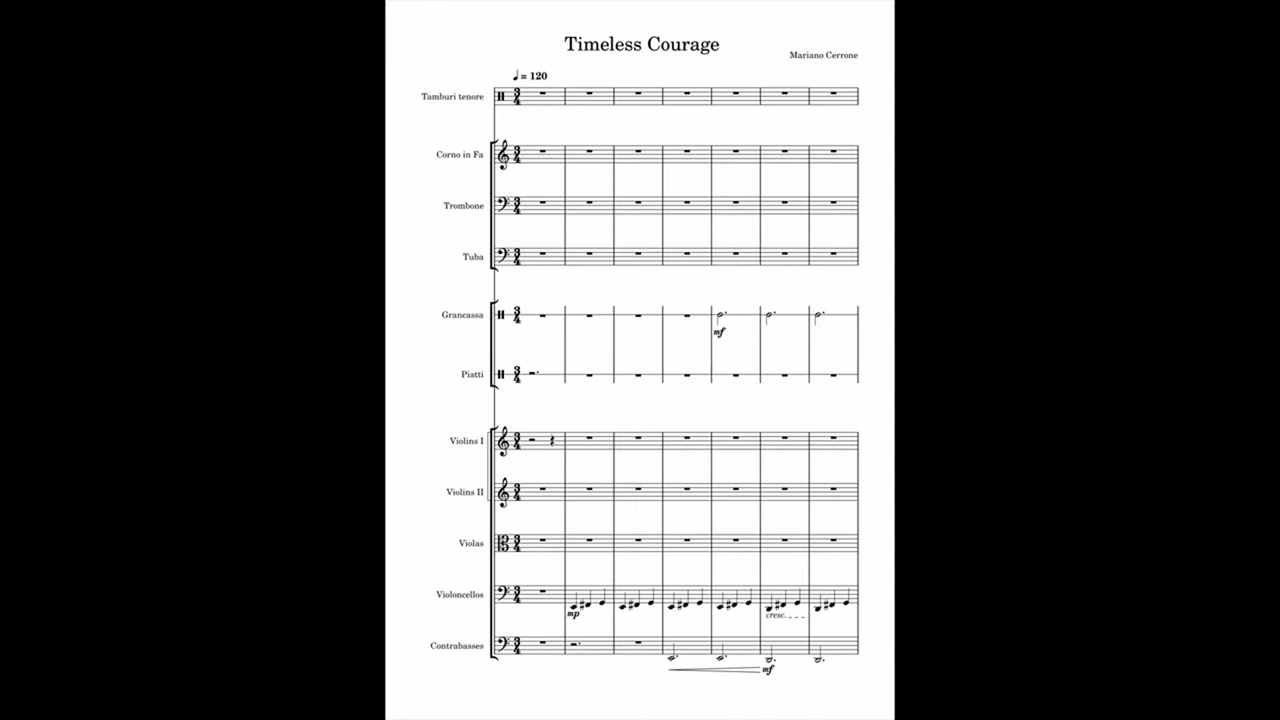 Timeless Courage
Mariano Cerrone
= 120
Tamburi tenore
Corno in Fa
Trombone
Tuba
Grancassa
mf
Piatti
Violins I
Violins II
Violas
Violoncellos
mp
cresc.
Contrabasses
mf